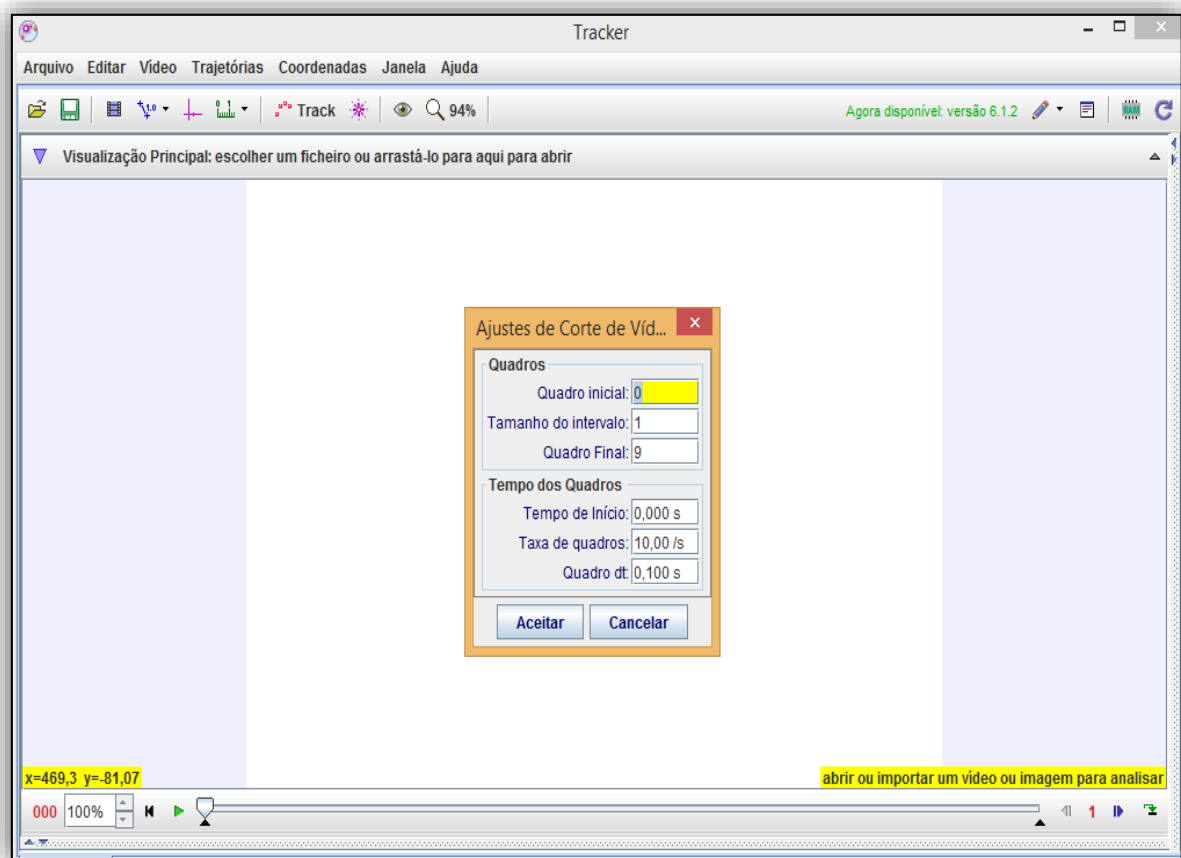 Tracker
Arquivo Editar Vídeo Trajetórias Coordenadas Janela Ajuda
Track 94% Agora disponível: versão 6.1.2
Visualização Principal: escolher um ficheiro ou arrastá-lo para aqui para abrir
Ajustes de Corte de Víd...
Quadros
Quadro inicial: 0
Tamanho do intervalo: 1
Quadro Final: 9
Tempo dos Quadros
Tempo de Início: 0,000 s
Taxa de quadros: 10,00 /s
Quadro dt: 0,100 s
Aceitar Cancelar
x=469,3 y=-81,07 abrir ou importar um vídeo ou imagem para analisar
000 100% 1